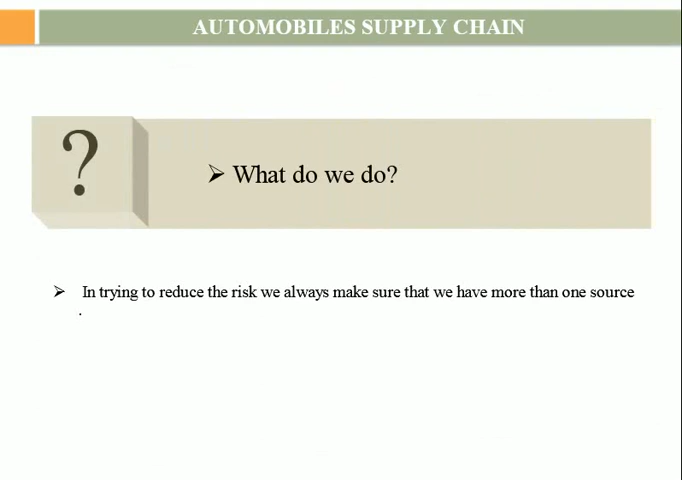 AUTOMOBILES SUPPLY CHAIN
?
➢ What do we do?
➢ In trying to reduce the risk we always make sure that we have more than one source
.